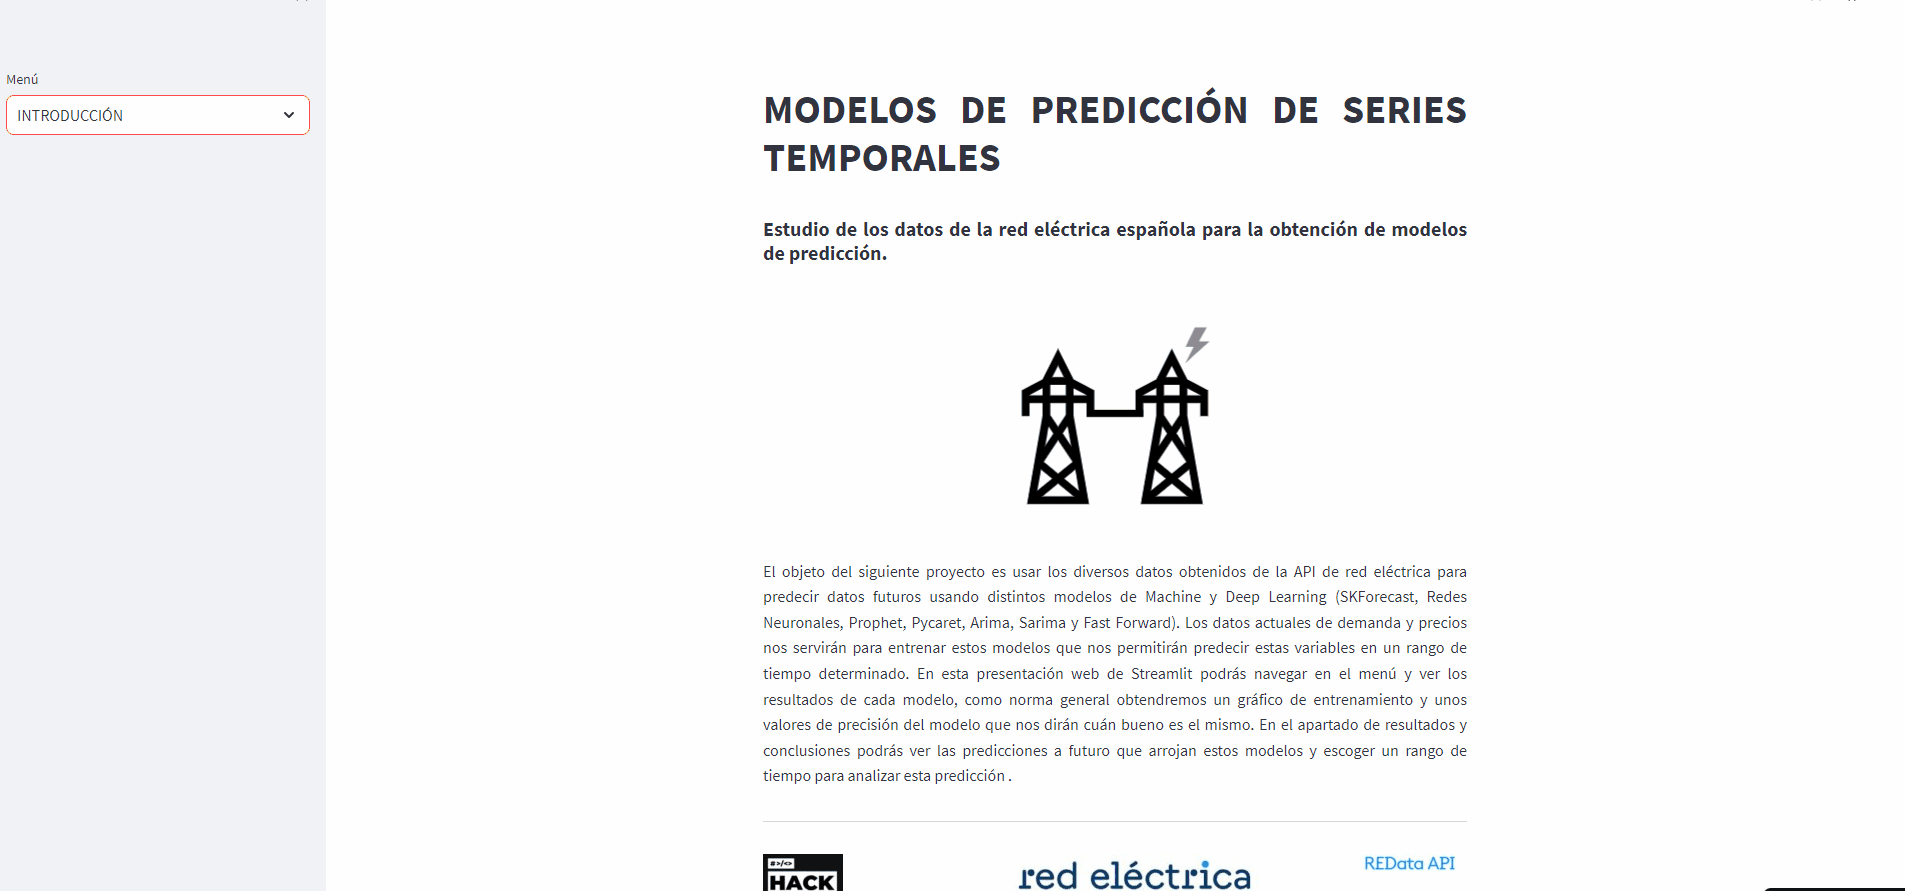 Menú
INTRODUCCIÓN
MODELOS DE PREDICCIÓN DE SERIES
TEMPORALES
Estudio de los datos de la red eléctrica española para la obtención de modelos
de predicción.
El objeto del siguiente proyecto es usar los diversos datos obtenidos de la API de red eléctrica para
predecir datos futuros usando distintos modelos de Machine y Deep Learning (SKForecast, Redes
Neuronales, Prophet, Pycaret, Arima, Sarima y Fast Forward). Los datos actuales de demanda y precios
nos servirán para entrenar estos modelos que nos permitirán predecir estas variables en un rango de
tiempo determinado. En esta presentación web de Streamlit podrás navegar en el menú y ver los
resultados de cada modelo, como norma general obtendremos un gráfico de entrenamiento y unos
valores de precisión del modelo que nos dirán cuán bueno es el mismo. En el apartado de resultados y
conclusiones podrás ver las predicciones a futuro que arrojan estos modelos y escoger un rango de
tiempo para analizar esta predicción .
#>/<>
HACK
red eléctrica
REData API